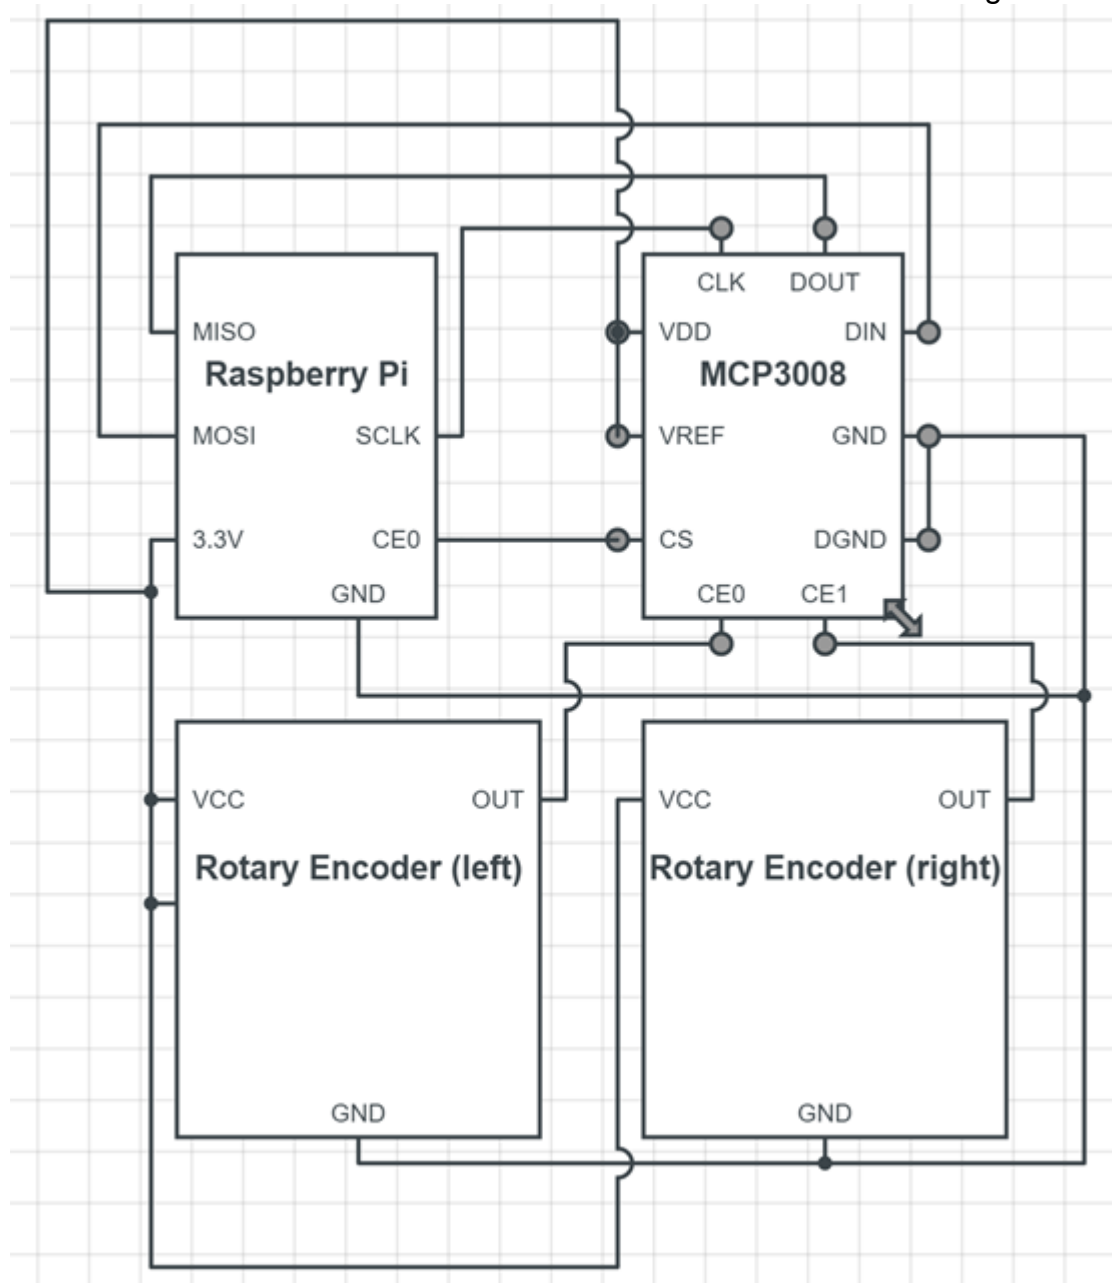 CLK DOUT
MISO
VDD
DIN
Raspberry Pi
MCP3008
MOSI
SCLK
VREF
GND
3.3V
CE0
CS
DGND
GND
CE0 CE1
VCC
OUT
VCC
OUT
Rotary Encoder (left)
Rotary Encoder (right)
GND
GND